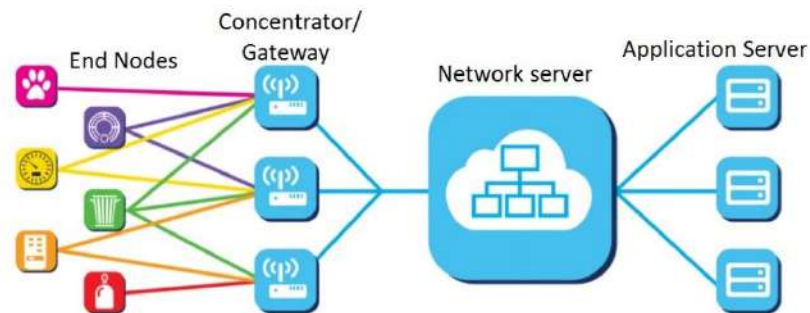 Concentrator/
Gateway
End Nodes
Network server
Application Server